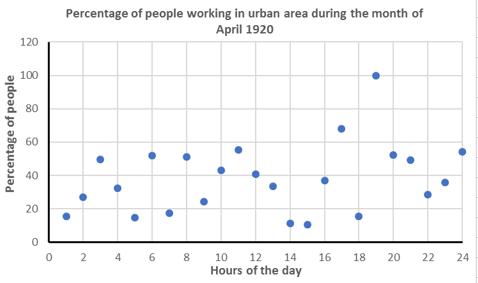 Percentage of people working in urban area during the month of
April 1920
120
100
80
60
40
20
0
Percentage of people
0 2 4 6 8 10 12 14 16 18 20 22 24
Hours of the day